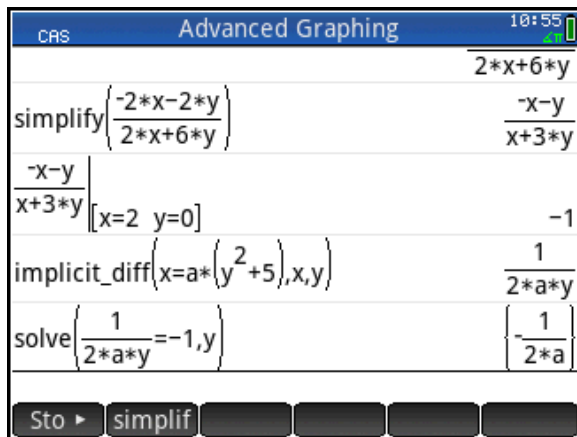 CAS Advanced Graphing 10:55
∡π
2*x+6*y
simplify((-2*x-2*y)/(2*x+6*y)) (-x-y)/(x+3*y)
(-x-y)/(x+3*y)|[x=2 y=0] -1
implicit_diff(x=a*(y^2+5),x,y) 1/(2*a*y)
solve(1/(2*a*y)=-1,y) {-1/(2*a)}
Sto ▸ simplif